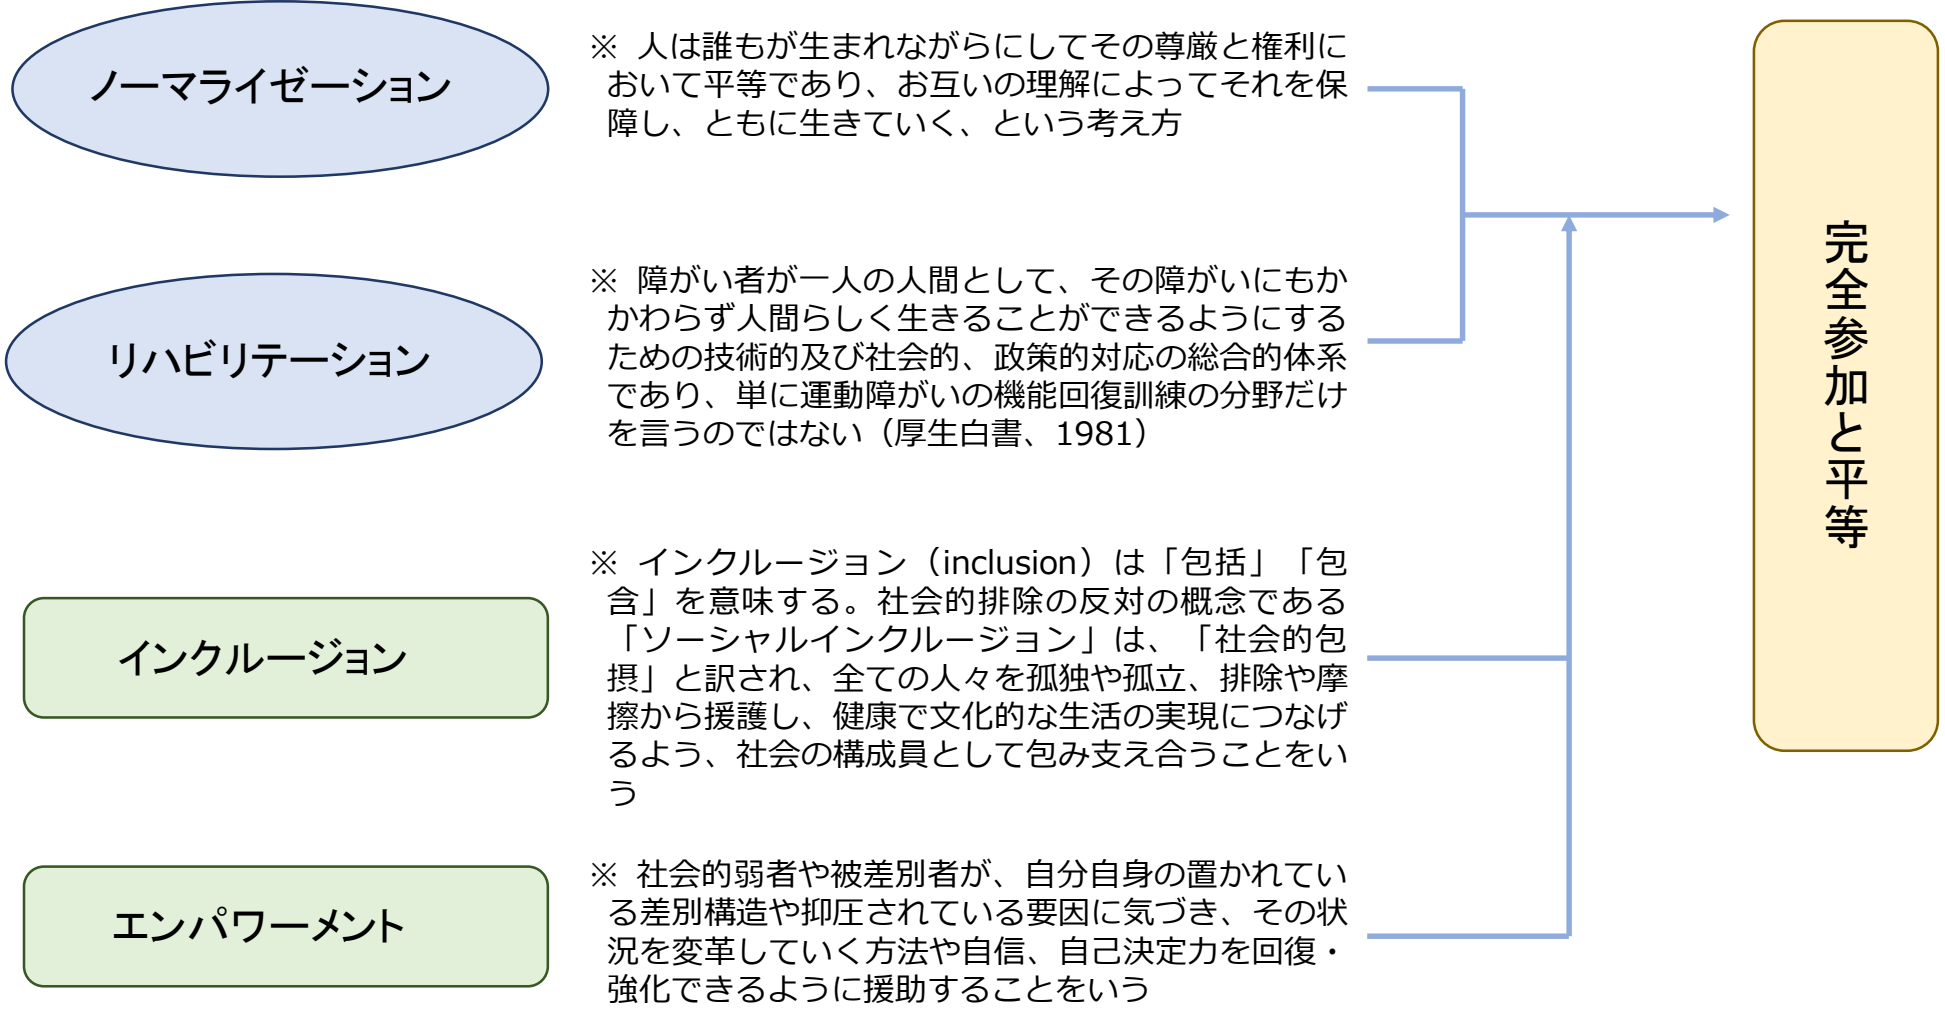 ノーマライゼーション
※ 人は誰もが生まれながらにしてその尊厳と権利に
おいて平等であり、お互いの理解によってそれを保
障し、ともに生きていく、という考え方
リハビリテーション
※ 障がい者が一人の人間として、その障がいにもか
かわらず人間らしく生きることができるようにする
ための技術的及び社会的、政策的対応の総合的体系
であり、単に運動障がいの機能回復訓練の分野だけ
を言うのではない（厚生白書、1981）
インクルージョン
※ インクルージョン（inclusion）は「包括」「包
含」を意味する。社会的排除の反対の概念である
「ソーシャルインクルージョン」は、「社会的包
摂」と訳され、全ての人々を孤独や孤立、排除や摩
擦から援護し、健康で文化的な生活の実現につなげ
るよう、社会の構成員として包み支え合うことをい
う
エンパワーメント
※ 社会的弱者や被差別者が、自分自身の置かれてい
る差別構造や抑圧されている要因に気づき、その状
況を変革していく方法や自信、自己決定力を回復・
強化できるように援助することをいう
完全参加と平等